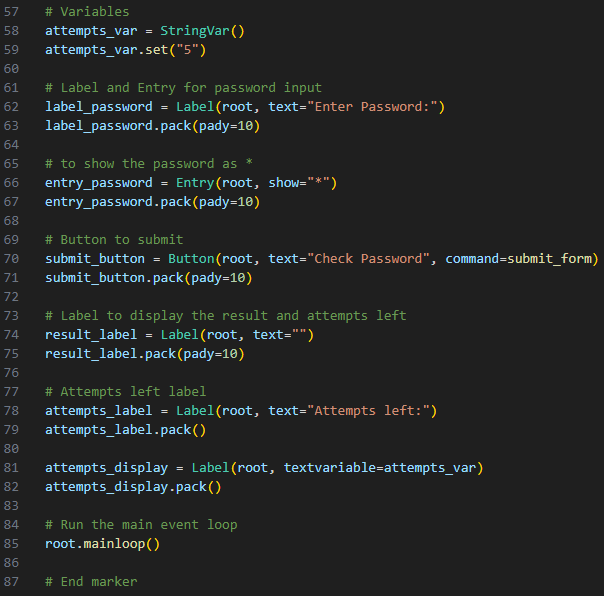 57 # Variables
58 attempts_var = StringVar()
59 attempts_var.set("5")
60
61 # Label and Entry for password input
62 label_password = Label(root, text="Enter Password:")
63 label_password.pack(pady=10)
64
65 # to show the password as *
66 entry_password = Entry(root, show="*")
67 entry_password.pack(pady=10)
68
69 # Button to submit
70 submit_button = Button(root, text="Check Password", command=submit_form)
71 submit_button.pack(pady=10)
72
73 # Label to display the result and attempts left
74 result_label = Label(root, text="")
75 result_label.pack(pady=10)
76
77 # Attempts left label
78 attempts_label = Label(root, text="Attempts left:")
79 attempts_label.pack()
80
81 attempts_display = Label(root, textvariable=attempts_var)
82 attempts_display.pack()
83
84 # Run the main event loop
85 root.mainloop()
86
87 # End marker